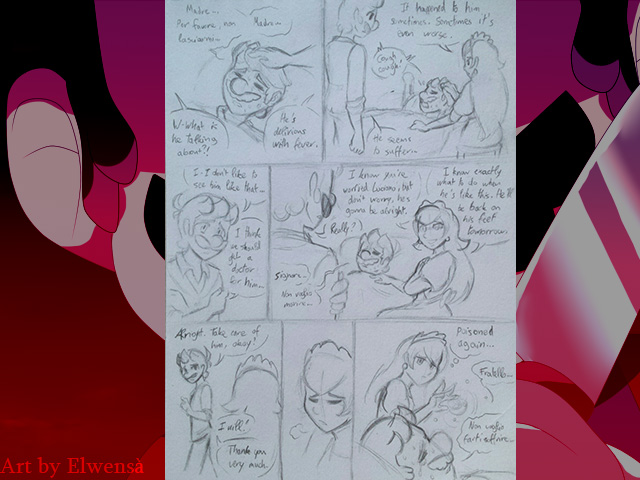 Madre...
Per favore, non
lasciarmi...
Madre...
W-What is
he talking
about?!
He's
delirious
with fever.
It happened to him
sometimes. Sometimes it's
even worse.
Cough
cough!
He seems
to suffer...
I-I don't like to
see him like that...
I think
we should
get a
doctor
for him...
I know you're
worried Luciano, but
don't worry, he's
gonna be alright.
Really?
I know exactly
what to do when
he's like this. He'll
be back on
his feet
tomorrow.
Signore...
Non voglio
morire...
Alright. Take care of
him, okay?
I will!
Thank you
very much.
Poisoned
again...
Fratello...
Non voglio
farti soffrire...
Art by Elwensà